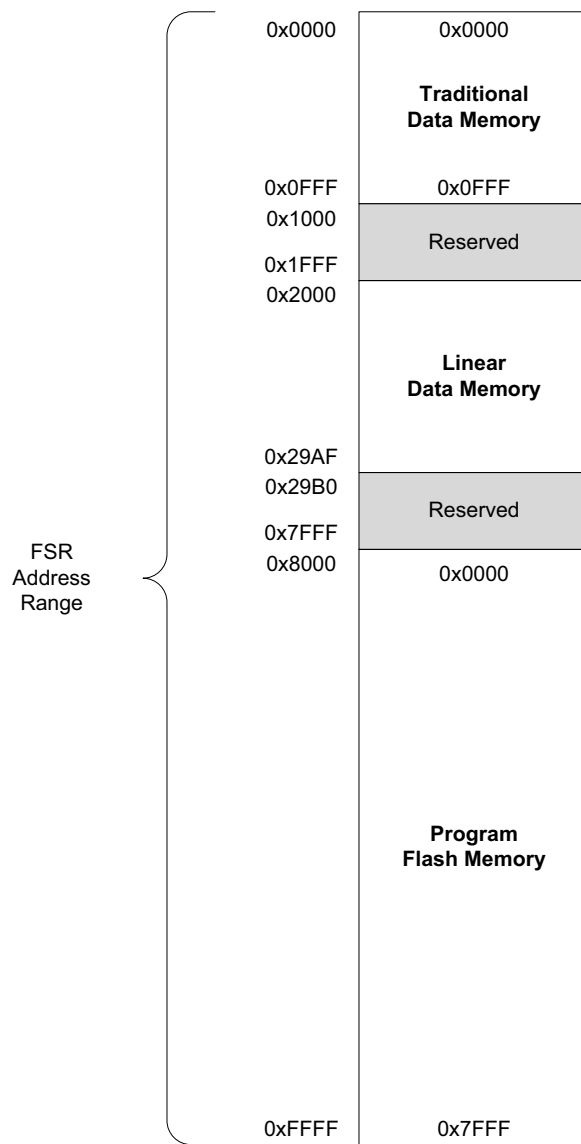 0x0000 0x0000
Traditional
Data Memory
0x0FFF 0x0FFF
0x1000
Reserved
0x1FFF
0x2000
Linear
Data Memory
0x29AF
0x29B0
Reserved
0x7FFF
0x8000 0x0000
FSR
Address
Range
Program
Flash Memory
0xFFFF 0x7FFF